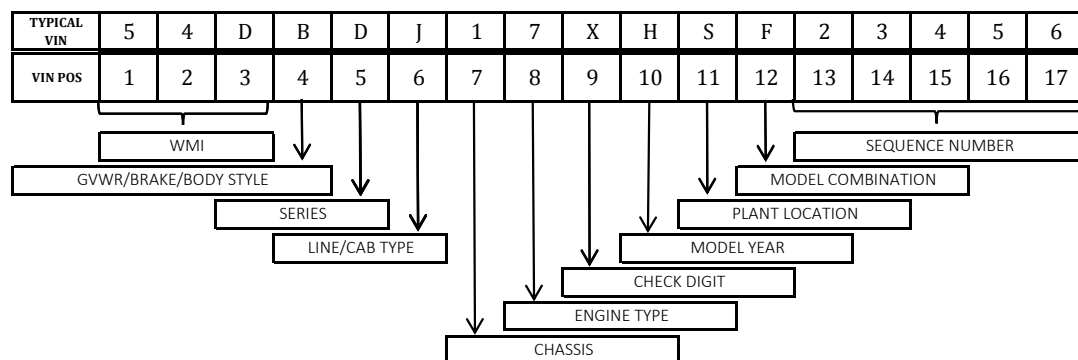 TYPICAL VIN 5 4 D B D J 1 7 X H S F 2 3 4 5 6
VIN POS 1 2 3 4 5 6 7 8 9 10 11 12 13 14 15 16 17
WMI SEQUENCE NUMBER
GVWR/BRAKE/BODY STYLE MODEL COMBINATION
SERIES PLANT LOCATION
LINE/CAB TYPE MODEL YEAR
CHECK DIGIT
ENGINE TYPE
CHASSIS